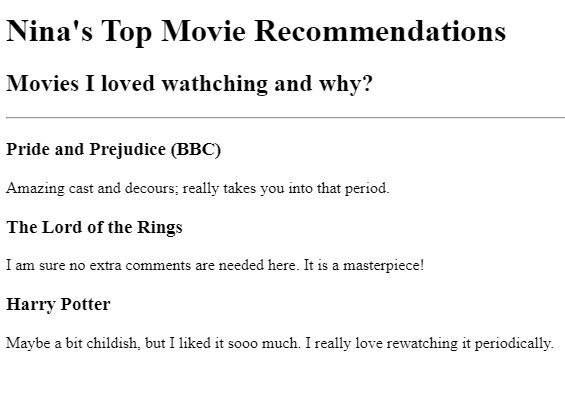 Nina's Top Movie Recommendations
Movies I loved wathching and why?
Pride and Prejudice (BBC)
Amazing cast and decours; really takes you into that period.
The Lord of the Rings
I am sure no extra comments are needed here. It is a masterpiece!
Harry Potter
Maybe a bit childish, but I liked it sooo much. I really love rewatching it periodically.